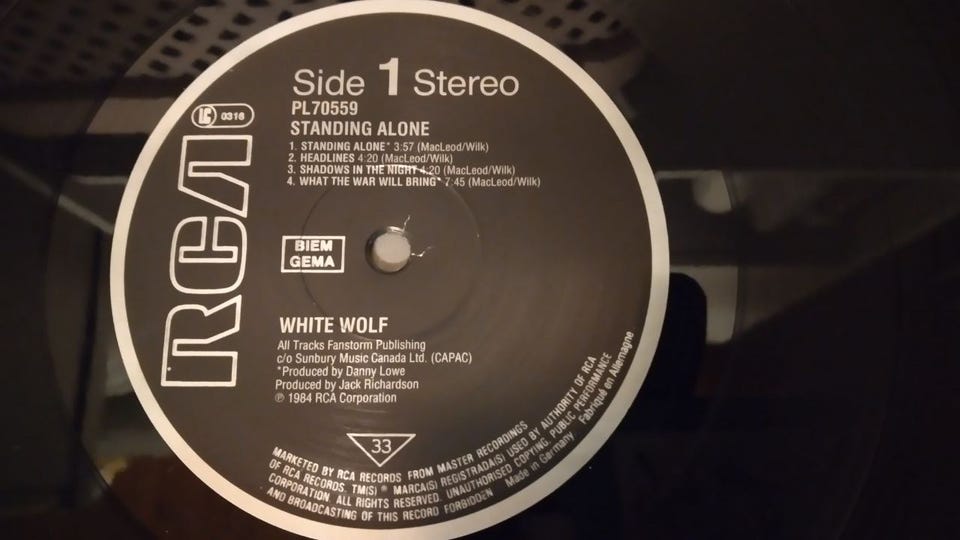 Side 1 Stereo
PL70559
STANDING ALONE
1. STANDING ALONE* 3:57 (MacLeod/Wilk)
2. HEADLINES 4:20 (MacLeod/Wilk)
3. SHADOWS IN THE NIGHT 4:20 (MacLeod/Wilk)
4. WHAT THE WAR WILL BRING* 7:45 (MacLeod/Wilk)
LC 0316
RCA
BIEM
GEMA
WHITE WOLF
All Tracks Fanstorm Publishing
c/o Sunbury Music Canada Ltd. (CAPAC)
*Produced by Danny Lowe
Produced by Jack Richardson
℗ 1984 RCA Corporation
33
MARKETED BY RCA RECORDS FROM MASTER RECORDINGS
OF RCA RECORDS. TM(S) ® MARCA(S) REGISTRADA(S) USED BY AUTHORITY OF RCA
CORPORATION. ALL RIGHTS RESERVED. UNAUTHORISED COPYING, PUBLIC PERFORMANCE
AND BROADCASTING OF THIS RECORD FORBIDDEN Made in Germany Fabriqué en Allemagne